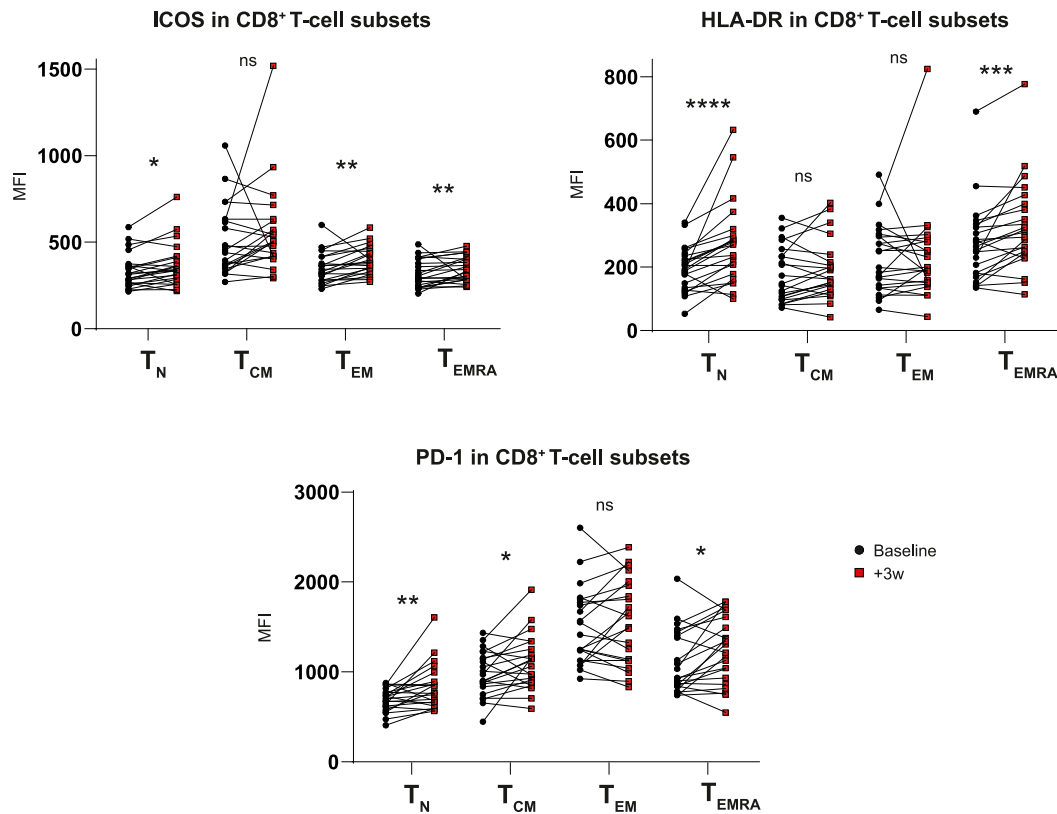 ICOS in CD8⁺ T-cell subsets
MFI
1500
1000
500
0
*
ns
**
**
T_N
T_CM
T_EM
T_EMRA
HLA-DR in CD8⁺ T-cell subsets
MFI
800
600
400
200
0
****
ns
ns
***
T_N
T_CM
T_EM
T_EMRA
PD-1 in CD8⁺ T-cell subsets
MFI
3000
2000
1000
0
**
*
ns
*
T_N
T_CM
T_EM
T_EMRA
Baseline
+3w